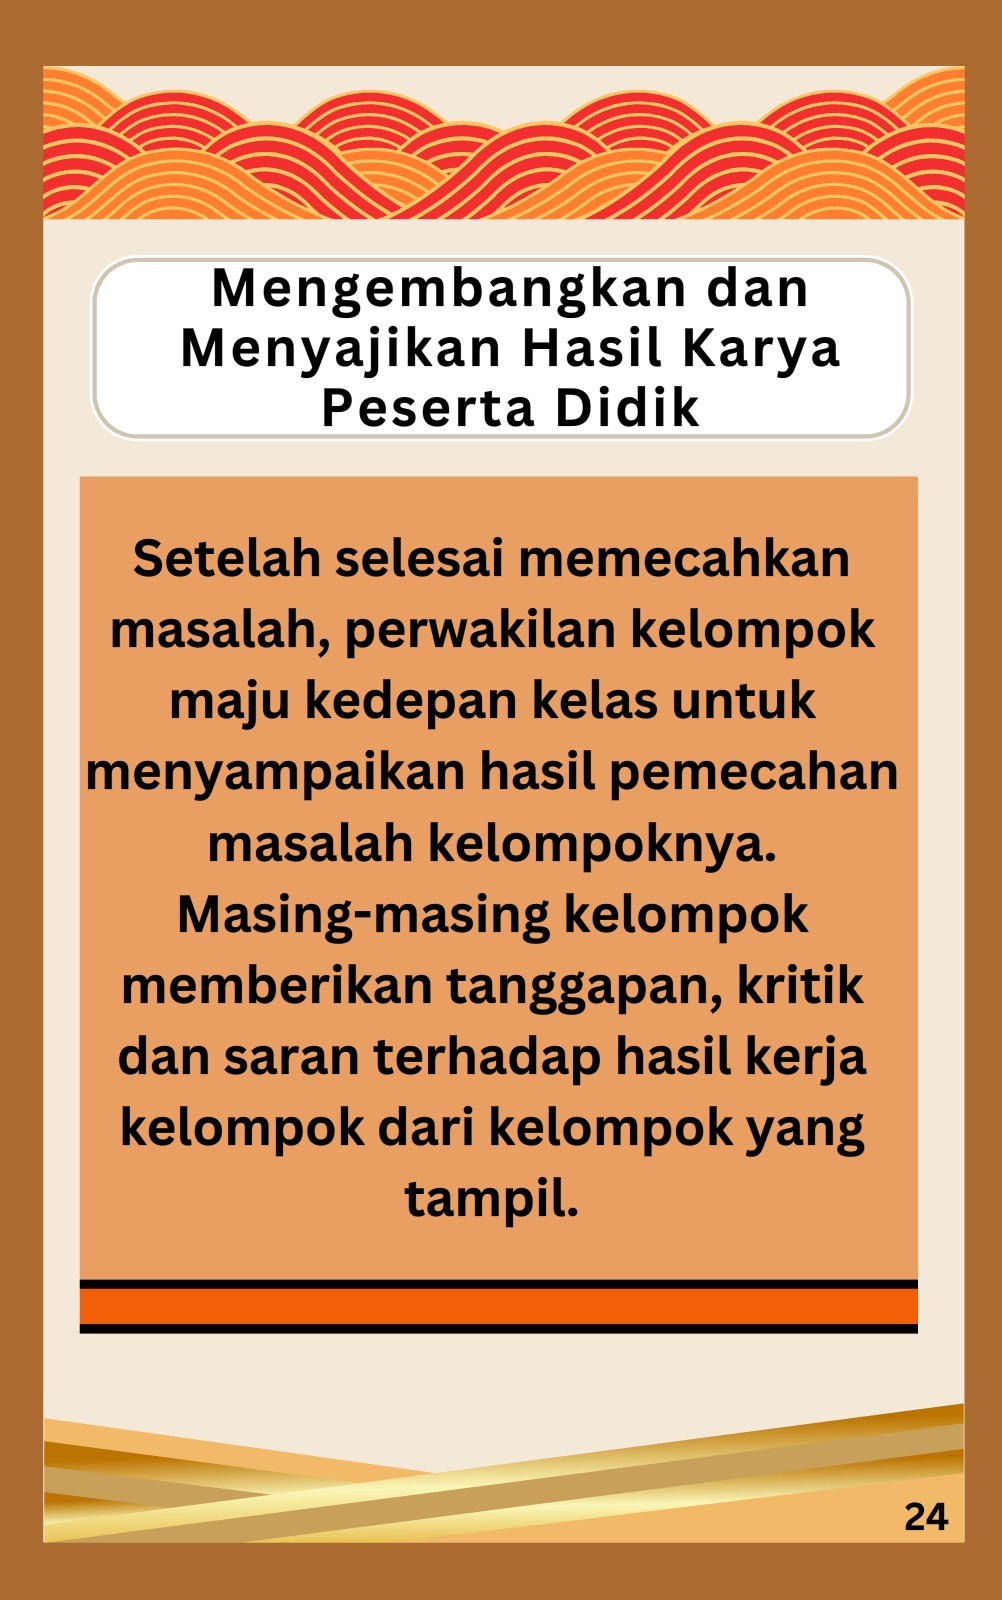 Mengembangkan dan
Menyajikan Hasil Karya
Peserta Didik
Setelah selesai memecahkan
masalah, perwakilan kelompok
maju kedepan kelas untuk
menyampaikan hasil pemecahan
masalah kelompoknya.
Masing-masing kelompok
memberikan tanggapan, kritik
dan saran terhadap hasil kerja
kelompok dari kelompok yang
tampil.
24